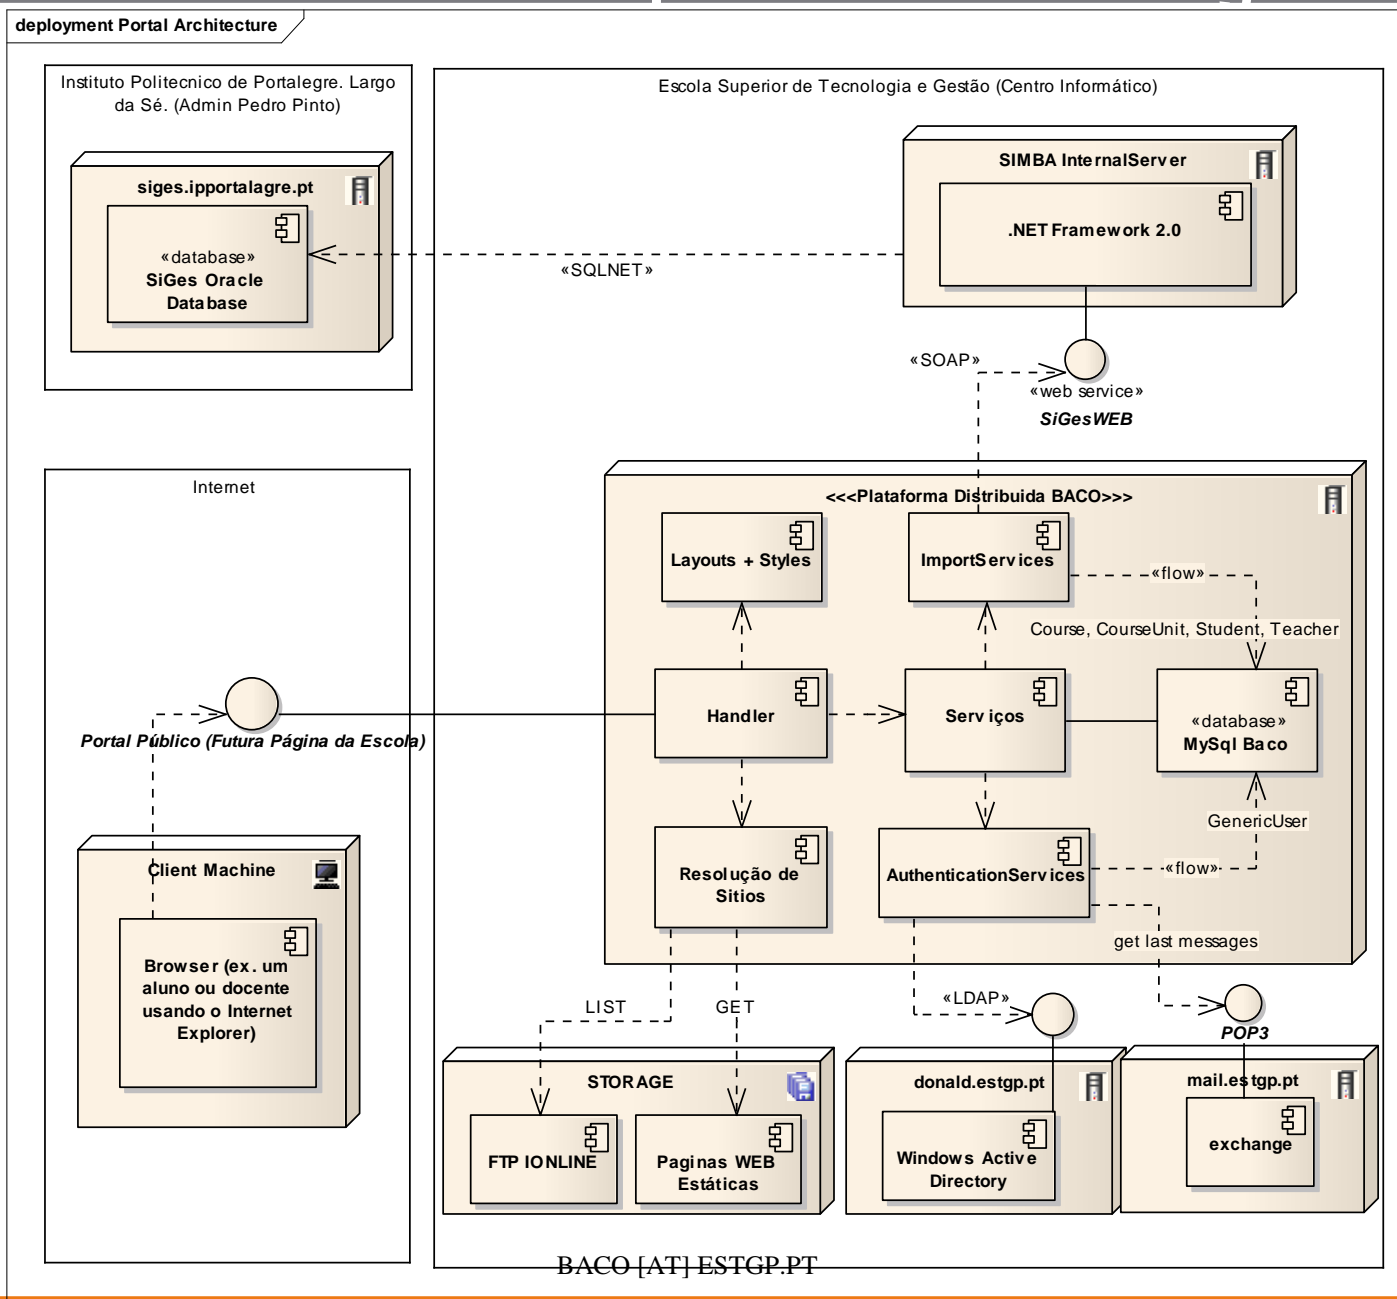 deployment Portal Architecture
Instituto Politecnico de Portalegre. Largo
da Sé. (Admin Pedro Pinto)
siges.ipportalagre.pt
«database»
SiGes Oracle
Database
Escola Superior de Tecnologia e Gestão (Centro Informático)
SIMBA InternalServer
.NET Framework 2.0
«SQLNET»
«SOAP»
«web service»
SiGesWEB
Internet
<<<Plataforma Distribuida BACO>>>
Layouts + Styles
ImportServices
«flow»
Course, CourseUnit, Student, Teacher
Handler
Serviços
«database»
MySql Baco
Portal Público (Futura Página da Escola)
GenericUser
Resolução de
Sitios
AuthenticationServices
«flow»
get last messages
Client Machine
Browser (ex. um
aluno ou docente
usando o Internet
Explorer)
LIST
GET
«LDAP»
POP3
STORAGE
FTP IONLINE
Paginas WEB
Estáticas
donald.estgp.pt
Windows Active
Directory
mail.estgp.pt
exchange
BACO [AT] ESTGP.PT